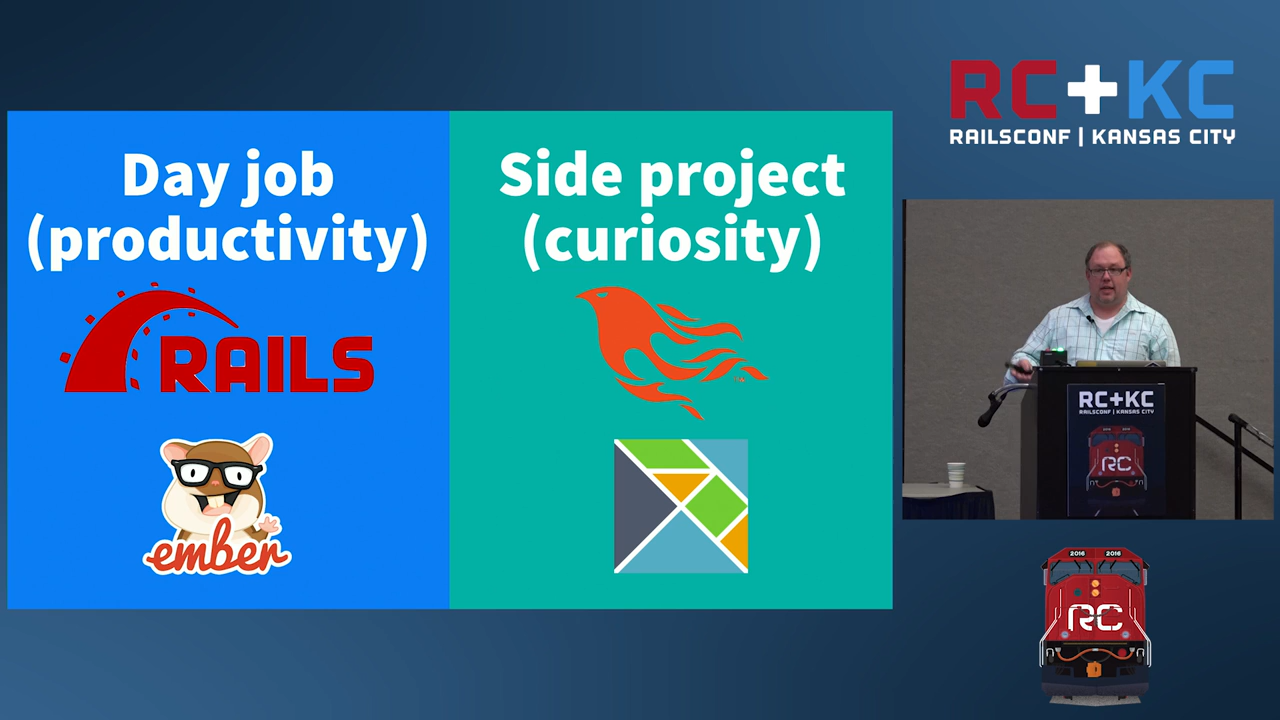 Day job
(productivity)
RAILS
ember
Side project
(curiosity)
RC+KC
RAILSCONF | KANSAS CITY
RC+KC
RAILSCONF | KANSAS CITY
RC
2016 2016
RC